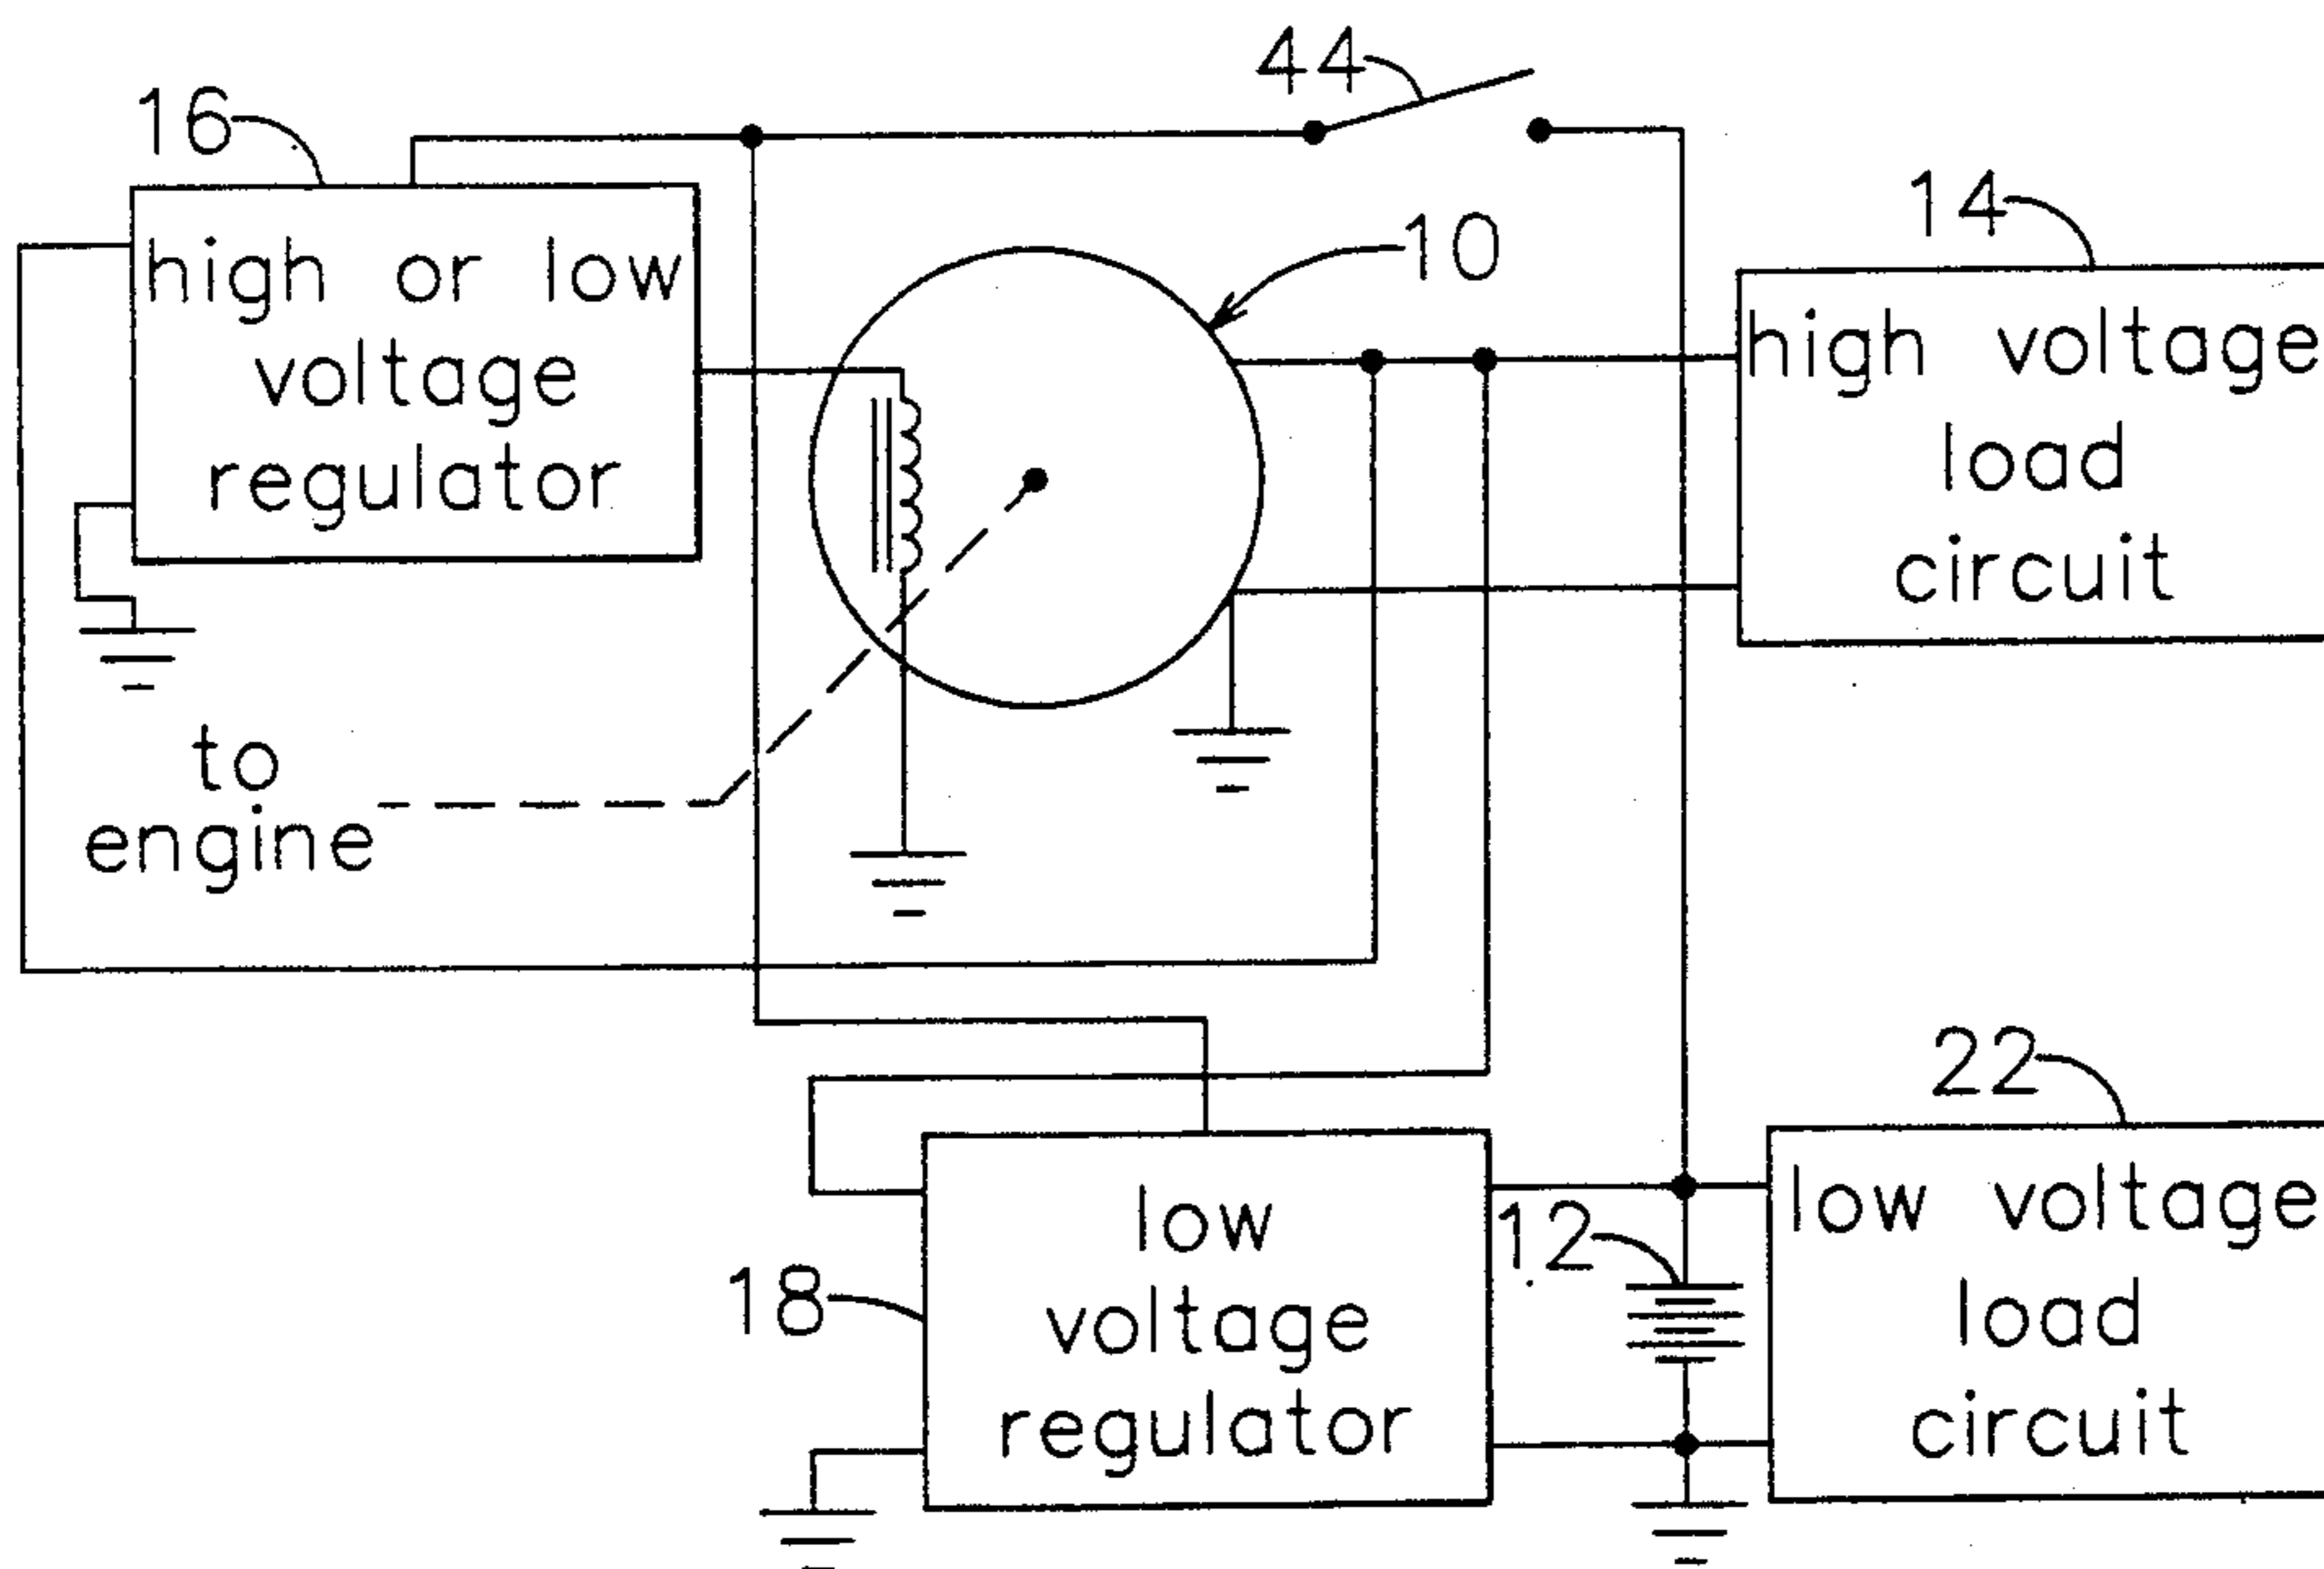 44
16
14
10
high or low
voltage
regulator
high voltage
load
circuit
to
engine
22
12
18
low
voltage
regulator
low voltage
load
circuit